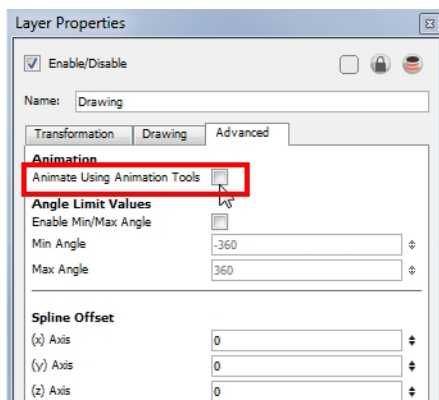 Layer Properties
Enable/Disable
Name: Drawing
Transformation Drawing Advanced
Animation
Animate Using Animation Tools
Angle Limit Values
Enable Min/Max Angle
Min Angle -360
Max Angle 360
Spline Offset
(x) Axis 0
(y) Axis 0
(z) Axis 0